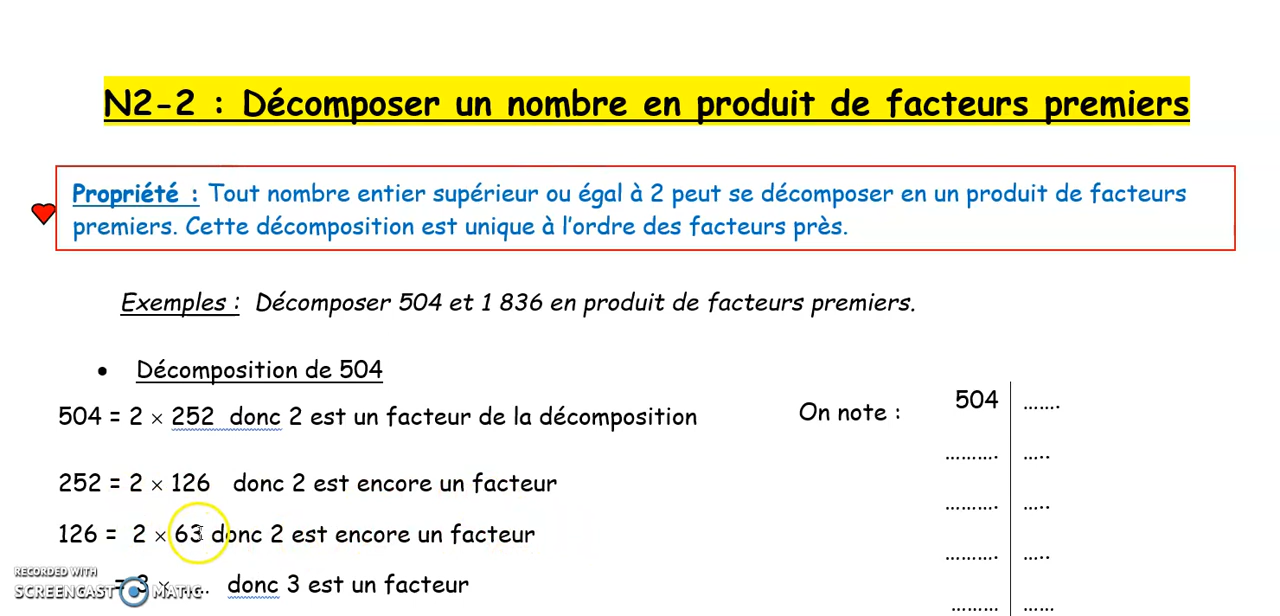 N2-2 : Décomposer un nombre en produit de facteurs premiers
Propriété : Tout nombre entier supérieur ou égal à 2 peut se décomposer en un produit de facteurs
premiers. Cette décomposition est unique à l'ordre des facteurs près.
Exemples : Décomposer 504 et 1 836 en produit de facteurs premiers.
• Décomposition de 504
504 = 2 × 252 donc 2 est un facteur de la décomposition
252 = 2 × 126 donc 2 est encore un facteur
126 = 2 × 63 donc 2 est encore un facteur
= 3 × .... donc 3 est un facteur
On note :
504 .......
.......... .....
.......... .....
.......... .....
......... ......
RECORDED WITH
SCREENCAST MATIC